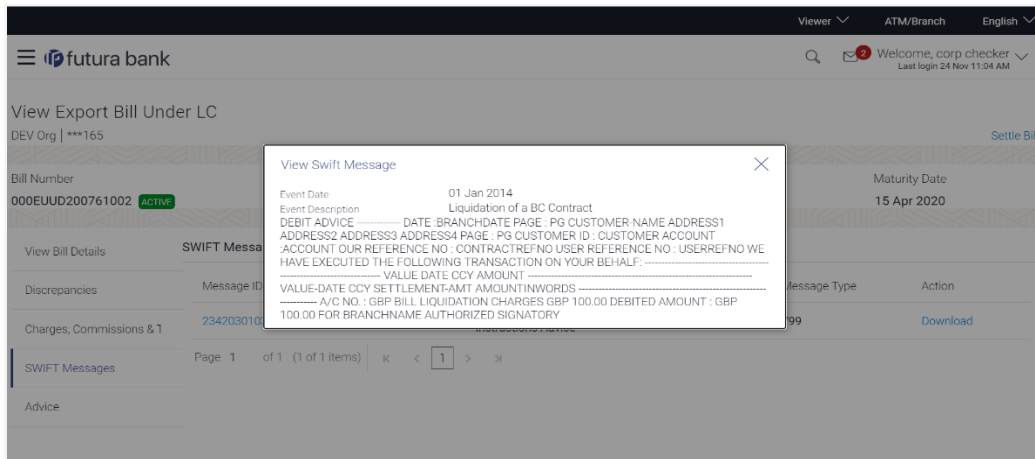 Viewer ATM/Branch English
futura bank
2 Welcome, corp checker
Last login 24 Nov 11:04 AM
View Export Bill Under LC
DEV Org | ***165
Settle Bil
View Swift Message
Bill Number
Maturity Date
000EUUD200761002 ACTIVE
15 Apr 2020
Event Date 01 Jan 2014
Event Description Liquidation of a BC Contract
DEBIT ADVICE ------------- DATE :BRANCHDATE PAGE : PG CUSTOMER-NAME ADDRESS1
ADDRESS2 ADDRESS3 ADDRESS4 PAGE : PG CUSTOMER ID : CUSTOMER ACCOUNT
:ACCOUNT OUR REFERENCE NO : CONTRACTREFNO USER REFERENCE NO : USERREFNO WE
HAVE EXECUTED THE FOLLOWING TRANSACTION ON YOUR BEHALF: --------------------------------------
------------------------------ VALUE DATE CCY AMOUNT --------------------------------------------------------------------
VALUE-DATE CCY SETTLEMENT-AMT AMOUNTINWORDS ---------------------------------------------------------
----------- A/C NO. : GBP BILL LIQUIDATION CHARGES GBP 100.00 DEBITED AMOUNT : GBP
100.00 FOR BRANCHNAME AUTHORIZED SIGNATORY
View Bill Details
Discrepancies
Charges, Commissions & T
SWIFT Messages
Advice
SWIFT Messa
Message ID Message Type Action
234203010 799 Download
Page 1 of 1 (1 of 1 items) 1